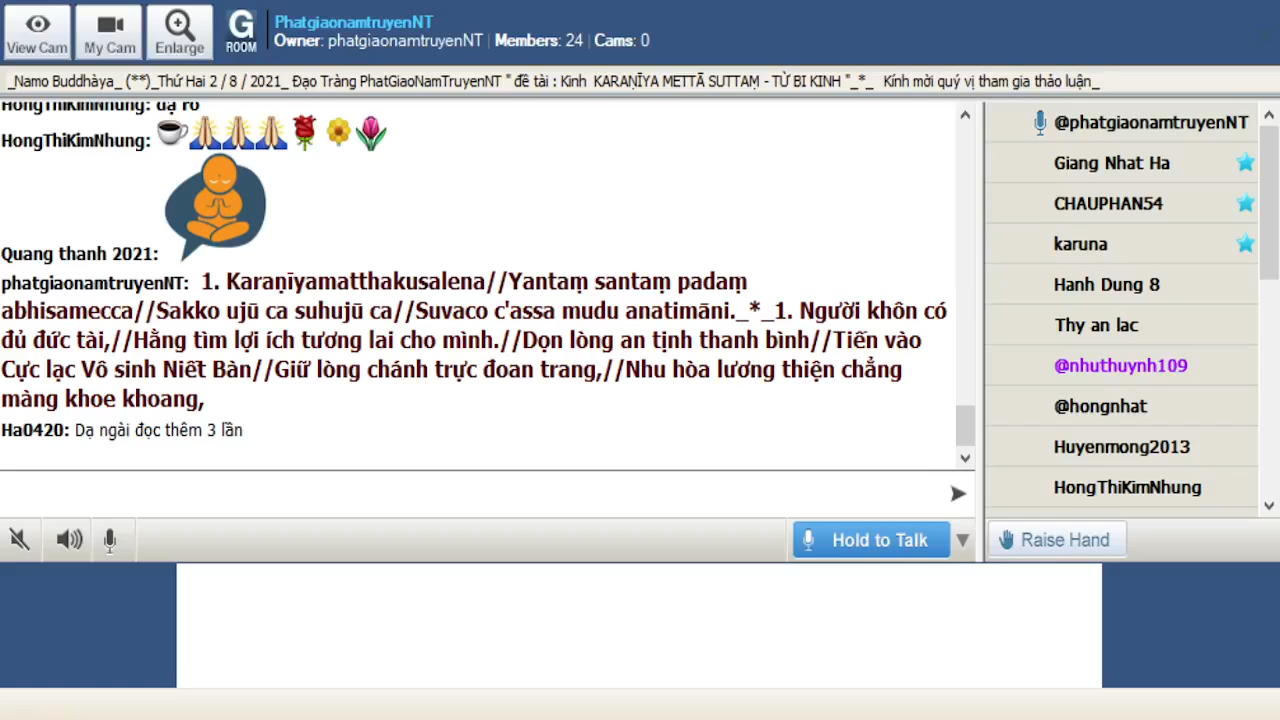 View Cam
My Cam
Enlarge
G
ROOM
PhatgiaonamtruyenNT
Owner: phatgiaonamtruyenNT | Members: 24 | Cams: 0
_Namo Buddhàya_ (**)_Thứ Hai 2 / 8 / 2021_ Đạo Tràng PhatGiaoNamTruyenNT " đề tài : Kinh KARAṆĪYA METTĀ SUTTAṂ - TỪ BI KINH "_*_ Kính mời quý vị tham gia thảo luận_
HongThiKimNhung: dạ rõ
HongThiKimNhung:
Quang thanh 2021:
phatgiaonamtruyenNT: 1. Karaṇīyamatthakusalena//Yantaṃ santaṃ padaṃ
abhisamecca//Sakko ujū ca suhujū ca//Suvaco c'assa mudu anatimāni._*_1. Người khôn có
đủ đức tài,//Hằng tìm lợi ích tương lai cho mình.//Dọn lòng an tịnh thanh bình//Tiến vào
Cực lạc Vô sinh Niết Bàn//Giữ lòng chánh trực đoan trang,//Nhu hòa lương thiện chẳng
màng khoe khoang,
Ha0420: Dạ ngài đọc thêm 3 lần
Hold to Talk
@phatgiaonamtruyenNT
Giang Nhat Ha
CHAUPHAN54
karuna
Hanh Dung 8
Thy an lac
@nhuthuynh109
@hongnhat
Huyenmong2013
HongThiKimNhung
Raise Hand